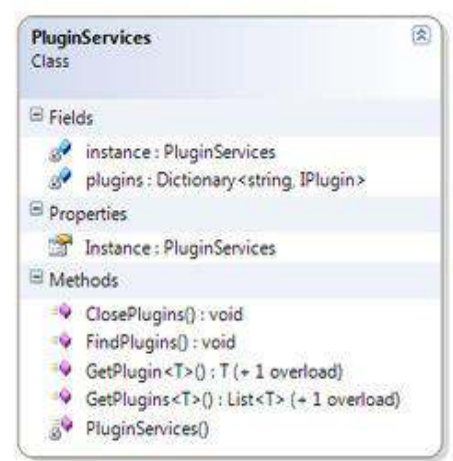 PluginServices
Class
Fields
instance : PluginServices
plugins : Dictionary<string, IPlugin>
Properties
Instance : PluginServices
Methods
ClosePlugins() : void
FindPlugins() : void
GetPlugin<T>() : T (+ 1 overload)
GetPlugins<T>() : List<T> (+ 1 overload)
PluginServices()